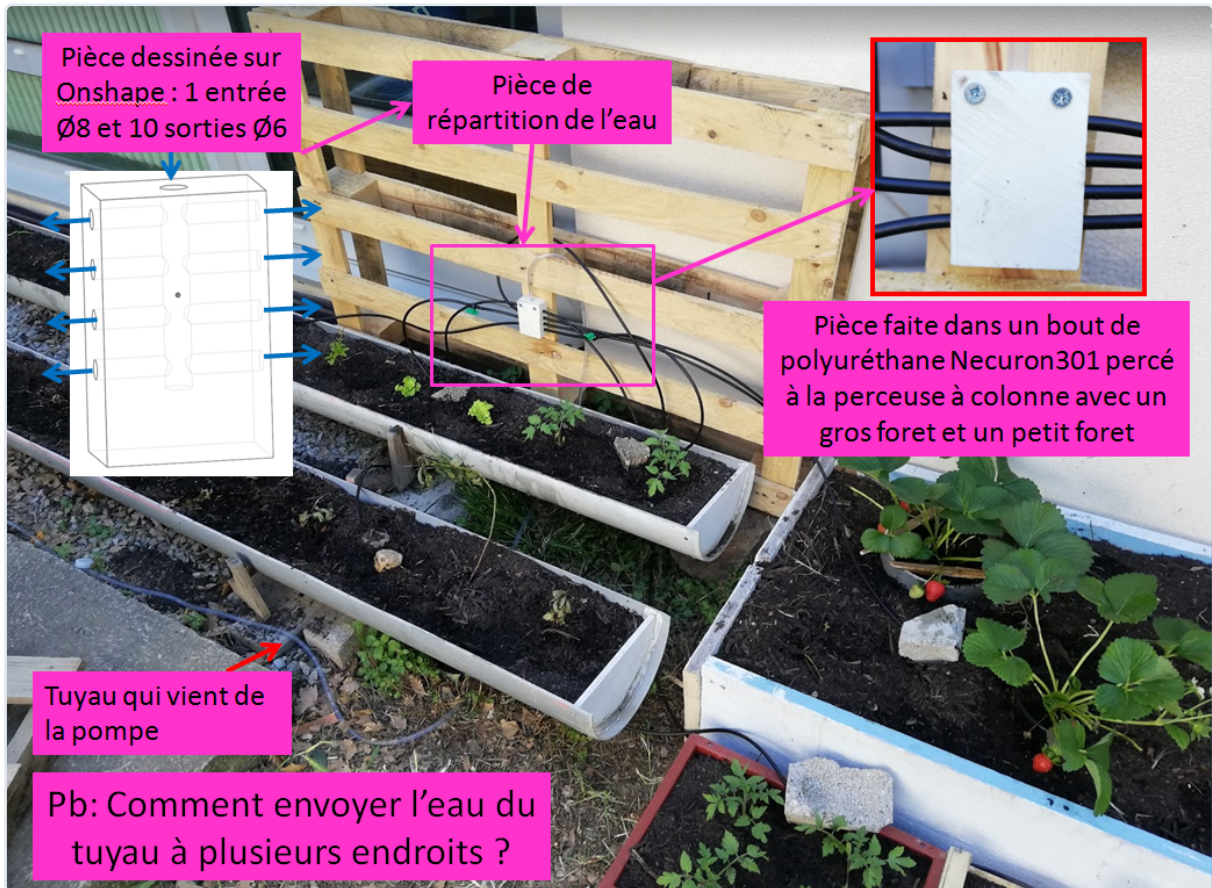 Pièce dessinée sur
Onshape : 1 entrée
Ø8 et 10 sorties Ø6
Pièce de
répartition de l'eau
Pièce faite dans un bout de
polyuréthane Necuron301 percé
à la perceuse à colonne avec un
gros foret et un petit foret
Tuyau qui vient de
la pompe
Pb: Comment envoyer l'eau du
tuyau à plusieurs endroits ?